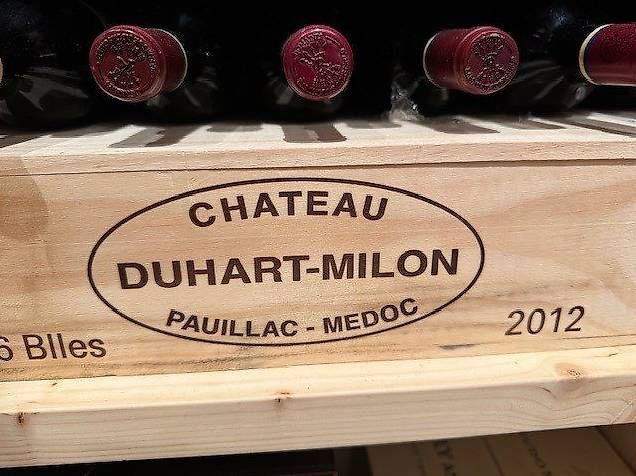 CHATEAU
DUHART-MILON
PAUILLAC - MEDOC
6 Blles
2012